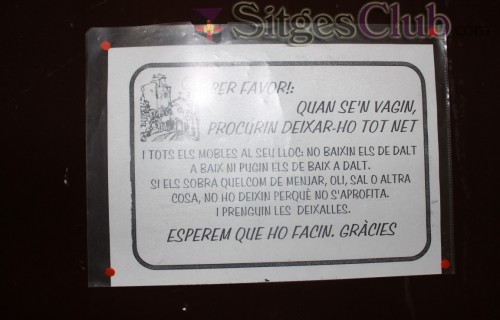 SitgesClub
PER FAVOR!:
QUAN SE'N VAGIN,
PROCURIN DEIXAR-HO TOT NET
I TOTS ELS MOBLES AL SEU LLOC: NO BAIXIN ELS DE DALT
A BAIX NI PUGIN ELS DE BAIX A DALT.
SI ELS SOBRA QUELCOM DE MENJAR, OLI, SAL O ALTRA
COSA, NO HO DEIXIN PERQUÈ NO S'APROFITA.
I PRENGUIN LES DEIXALLES.
ESPEREM QUE HO FACIN. GRÀCIES